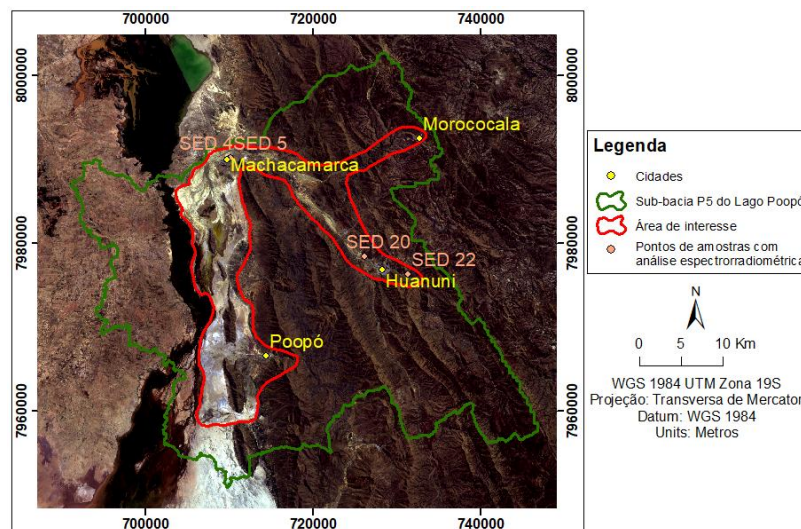 700000 720000 740000
8000000 8000000
Morococala
SED 4 SED 5
Machacamarca
7980000 7980000
SED 20
SED 22
Huanuni
Poopó
7960000 7960000
700000 720000 740000
Legenda
Cidades
Sub-bacia P5 do Lago Poopó
Área de interesse
Pontos de amostras com
análise espectrorradiométrica
N
0 5 10 Km
WGS 1984 UTM Zona 19S
Projeção: Transversa de Mercator
Datum: WGS 1984
Units: Metros